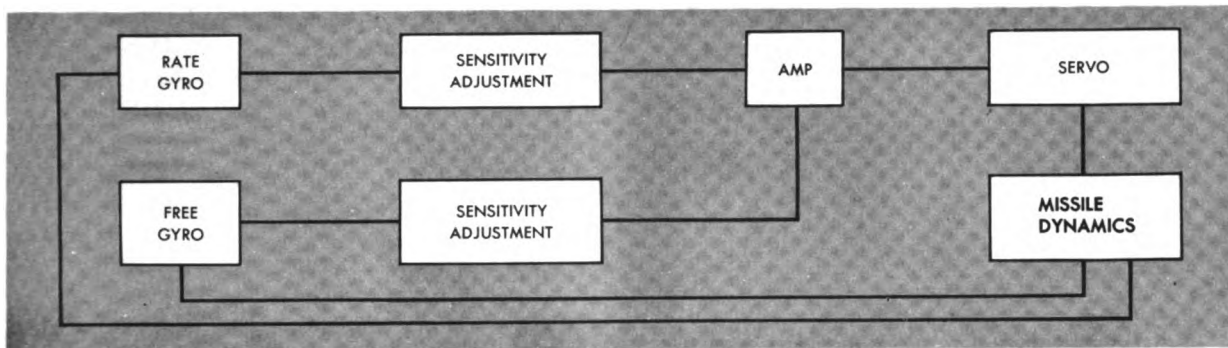 RATE
GYRO
SENSITIVITY
ADJUSTMENT
AMP
SERVO
FREE
GYRO
SENSITIVITY
ADJUSTMENT
MISSILE
DYNAMICS